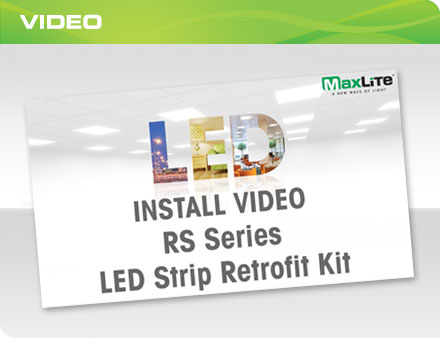 VIDEO
MaxLite®
A NEW WAVE OF LIGHT
LED
INSTALL VIDEO
RS Series
LED Strip Retrofit Kit